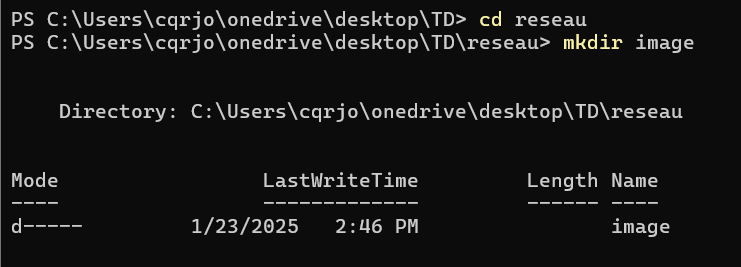 PS C:\Users\cqrjo\onedrive\desktop\TD> cd reseau
PS C:\Users\cqrjo\onedrive\desktop\TD\reseau> mkdir image
    Directory: C:\Users\cqrjo\onedrive\desktop\TD\reseau
Mode                 LastWriteTime         Length Name
----                 -------------         ------ ----
d-----         1/23/2025   2:46 PM                image